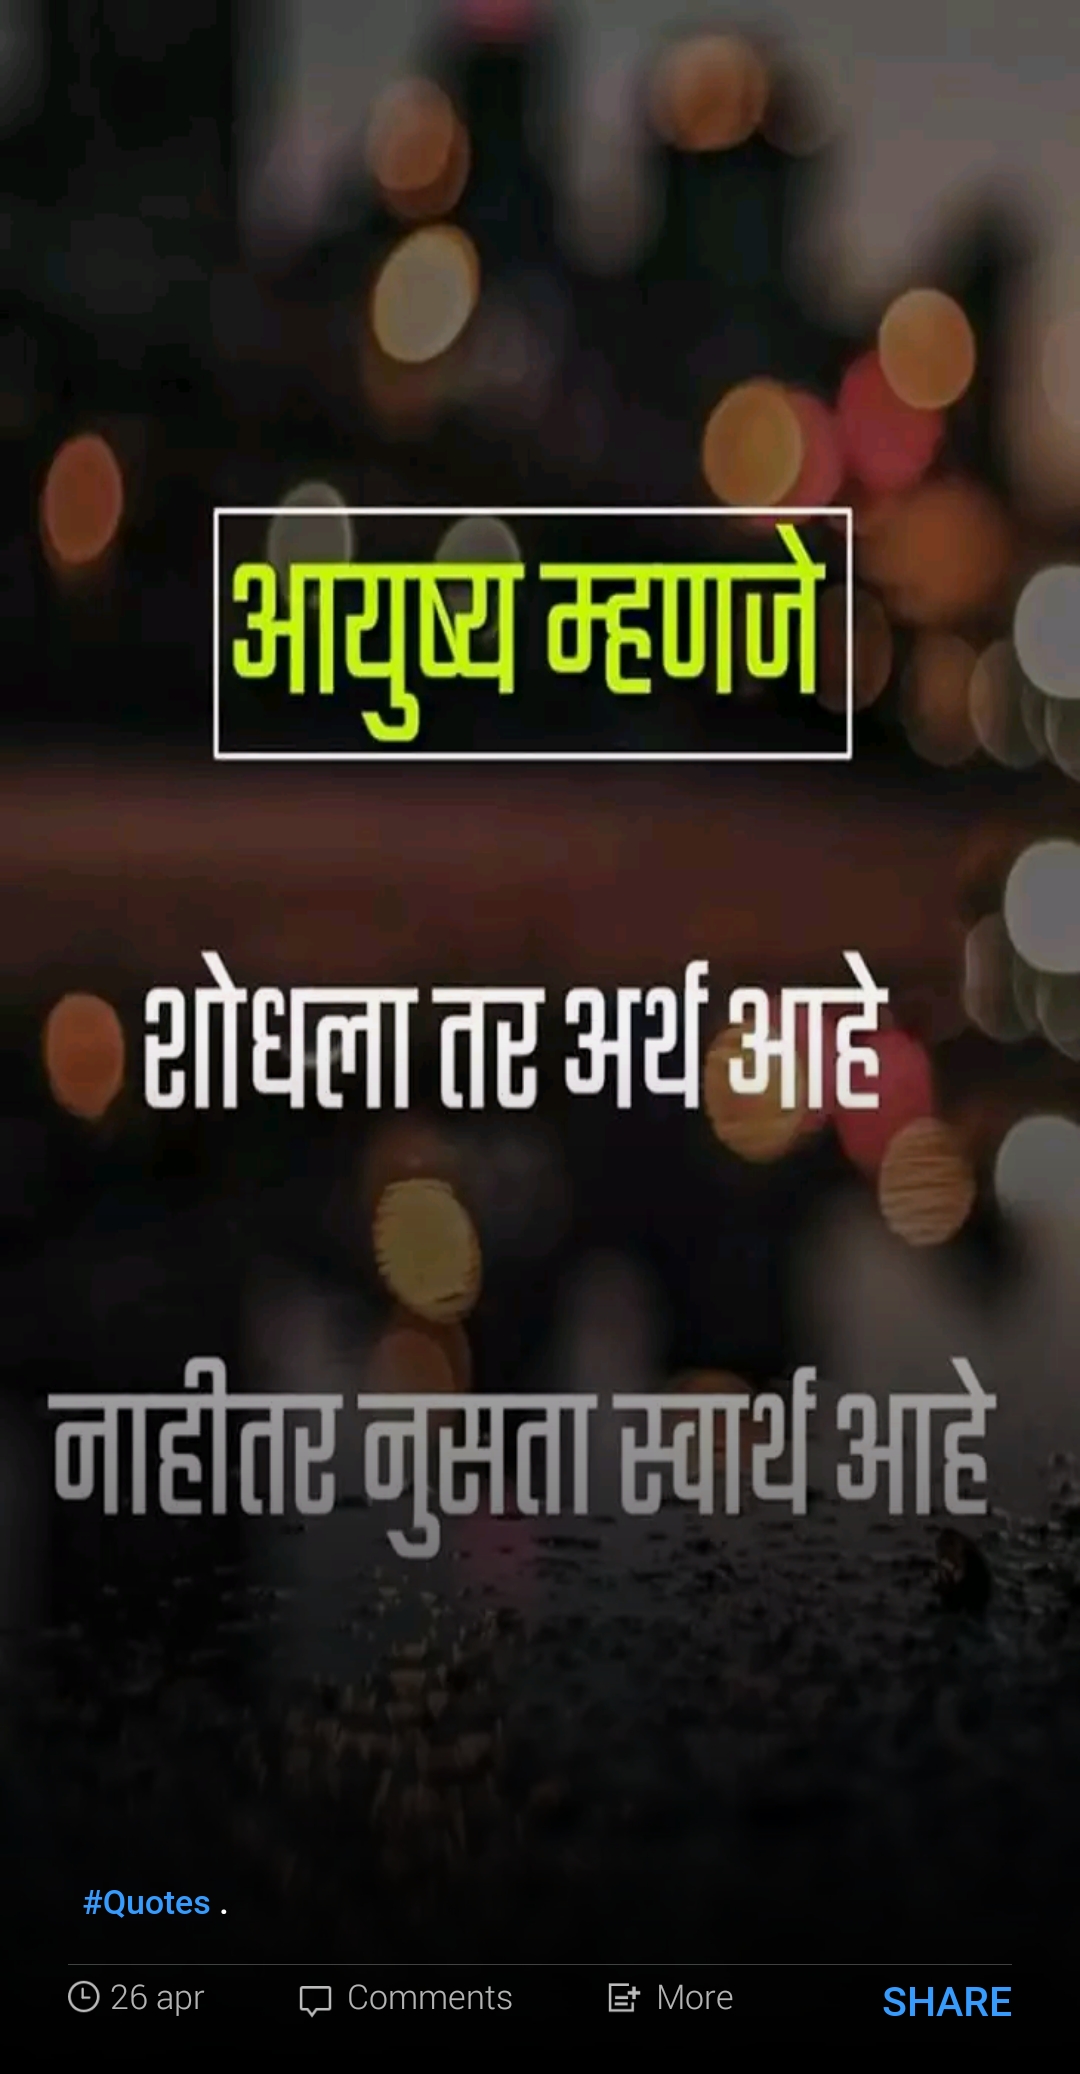 आयुष्य म्हणजे
शोधला तर अर्थ आहे
नाहीतर नुसता स्वार्थ आहे
#Quotes .
26 apr Comments More SHARE